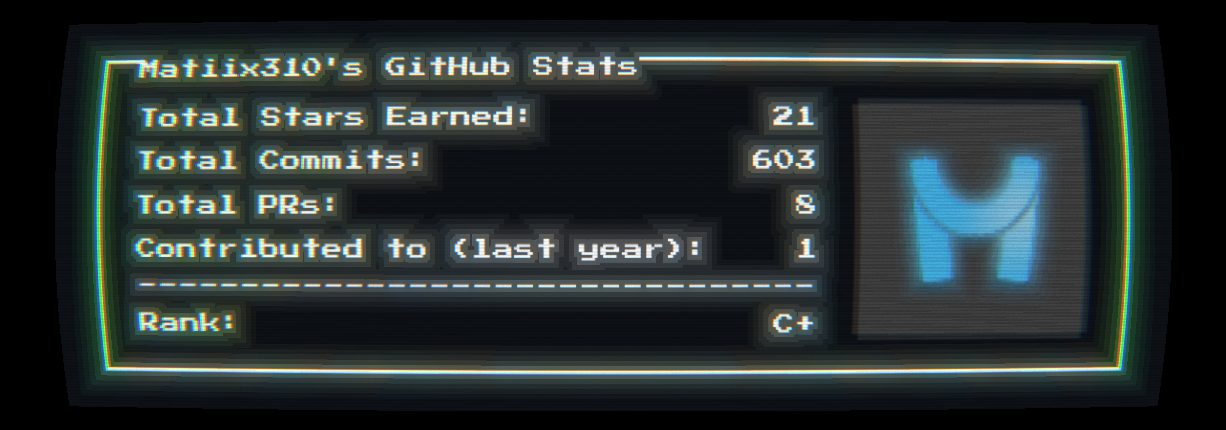 Matiix310's GitHub Stats
Total Stars Earned: 21
Total Commits: 603
Total PRs: 8
Contributed to (last year): 1
--------------------------------
Rank: C+